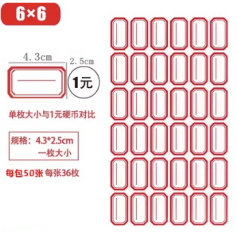 6×6
4.3cm
2.5cm
1元
单枚大小与1元硬币对比
规格：4.3*2.5cm
一枚大小
每包50张 每张36枚